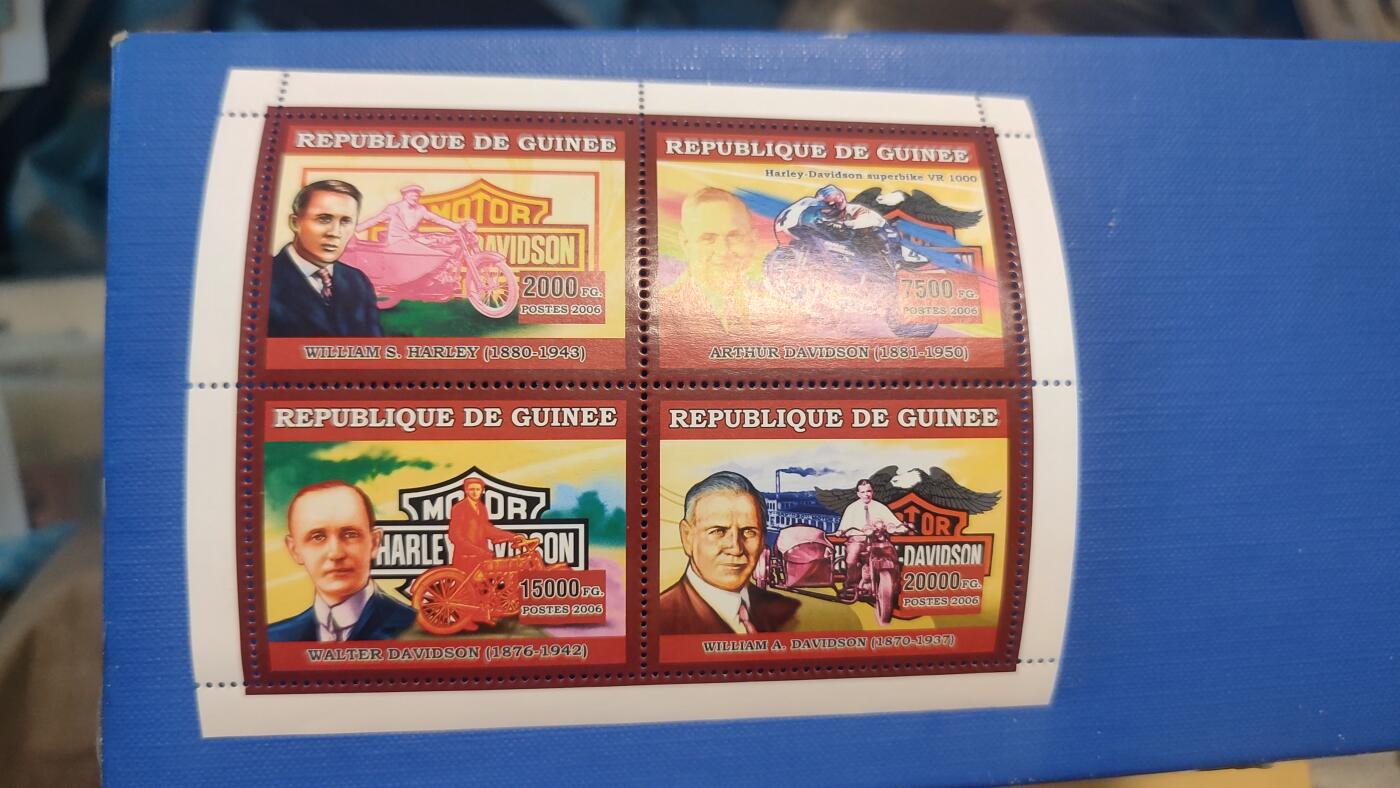 REPUBLIQUE DE GUINEE
MOTOR
DAVIDSON
2000 FG.
POSTES 2006
WILLIAM S. HARLEY (1880-1943)
REPUBLIQUE DE GUINEE
Harley-Davidson superbike VR 1000
7500 FG.
POSTES 2006
ARTHUR DAVIDSON (1881-1950)
REPUBLIQUE DE GUINEE
MOTOR
HARLEY DAVIDSON
15000 FG.
POSTES 2006
WALTER DAVIDSON (1876-1942)
REPUBLIQUE DE GUINEE
TOR
-DAVIDSON
20000 FG.
POSTES 2006
WILLIAM A. DAVIDSON (1870-1937)